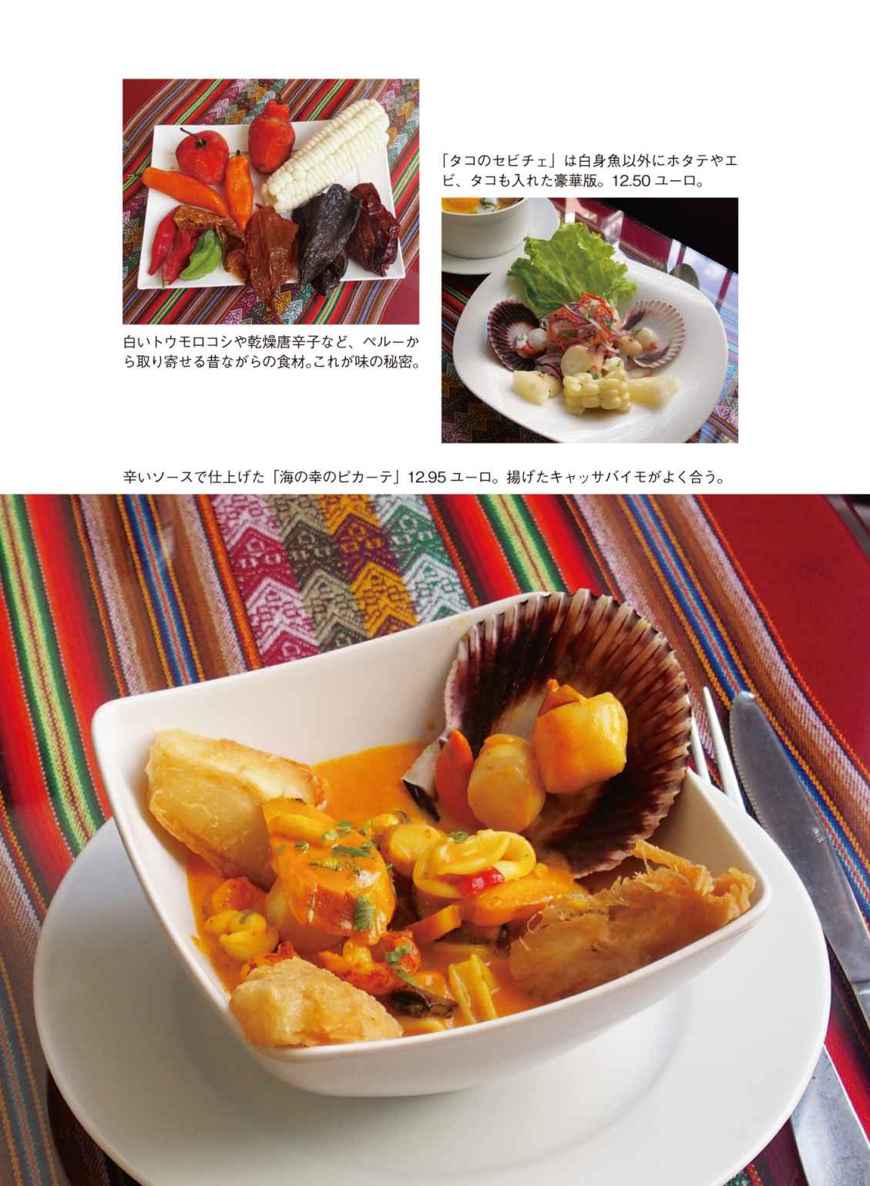 「タコのセビチェ」は白身魚以外にホタテやエ
ビ、タコも入れた豪華版。12.50 ユーロ。
白いトウモロコシや乾燥唐辛子など、ペルーか
ら取り寄せる昔ながらの食材。これが味の秘密。
辛いソースで仕上げた「海の幸のピカーテ」12.95 ユーロ。揚げたキャッサバイモがよく合う。